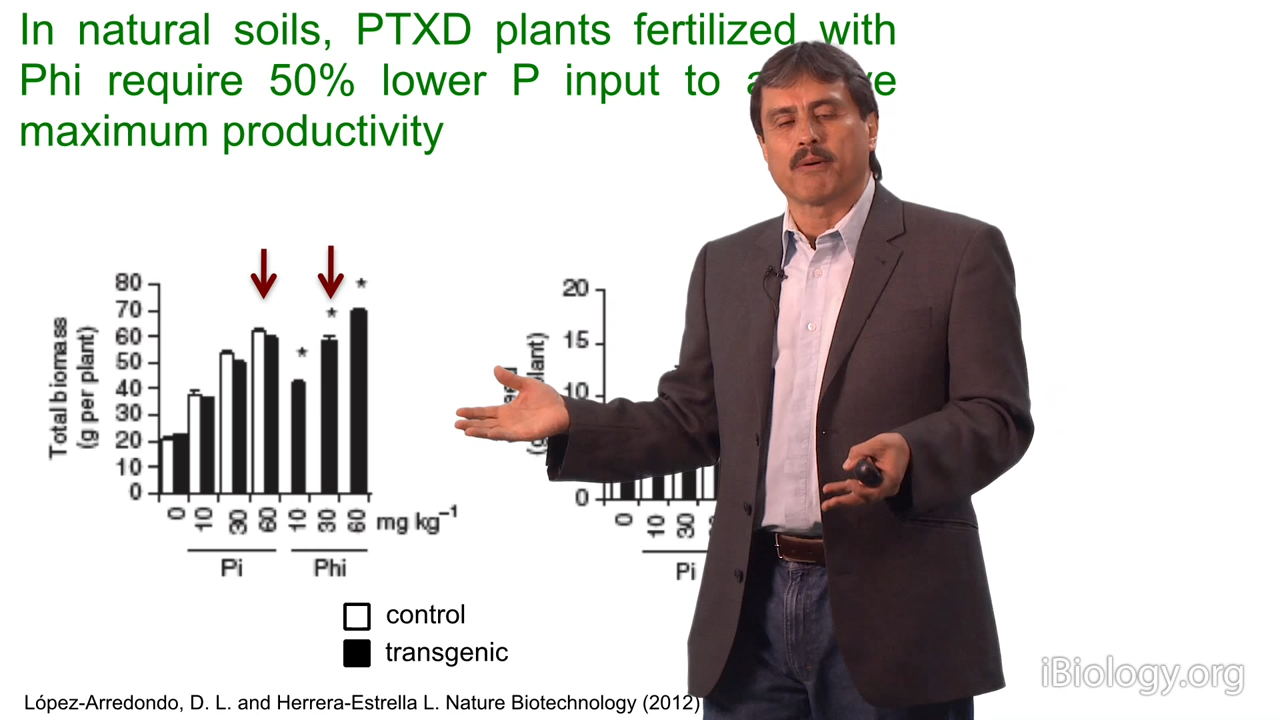 In natural soils, PTXD plants fertilized with
Phi require 50% lower P input to
maximum productivity
80
70
60
50
40
30
20
10
0
Total biomass
(g per plant)
*
*
*
0
10
30
60
10
30
60
mg kg⁻¹
Pi
Phi
20
15
10
0
plant)
0
10
30
Pi
control
transgenic
López-Arredondo, D. L. and Herrera-Estrella L. Nature Biotechnology (2012)
iBiology.org